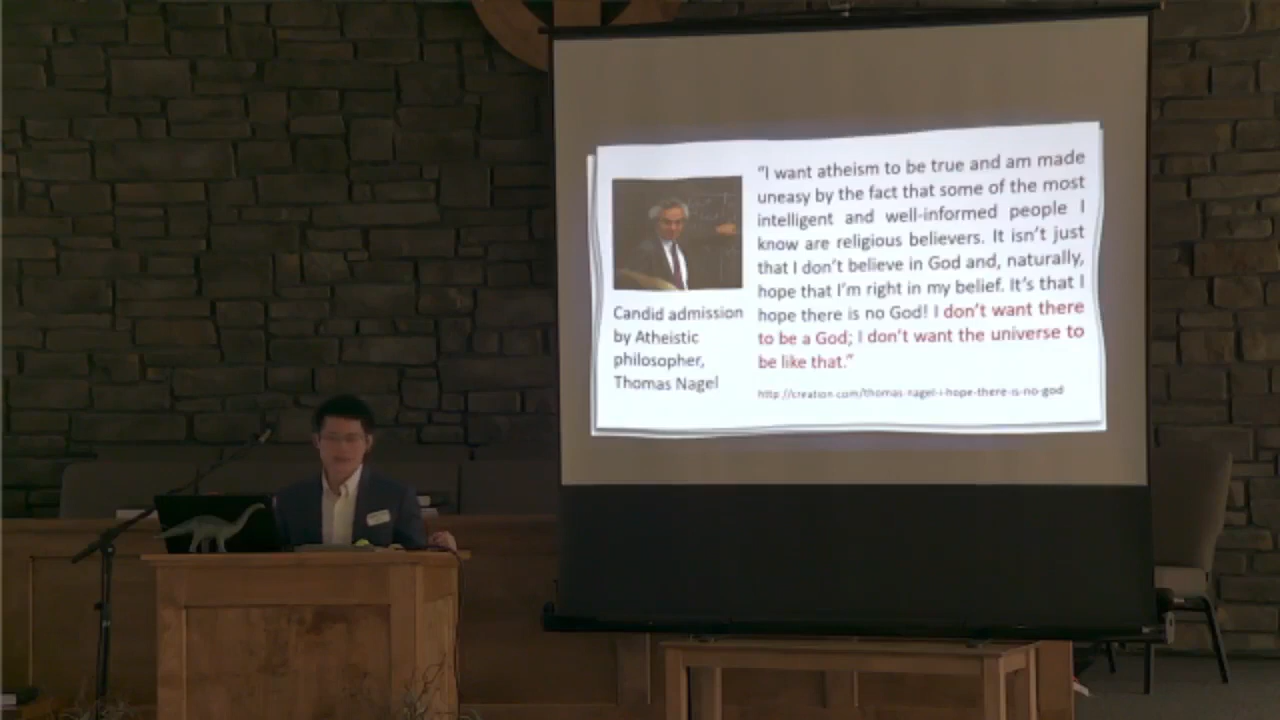 “I want atheism to be true and am made
uneasy by the fact that some of the most
intelligent and well-informed people I
know are religious believers. It isn’t just
that I don’t believe in God and, naturally,
hope that I’m right in my belief. It’s that I
hope there is no God! I don’t want there
to be a God; I don’t want the universe to
be like that.”
http://creation.com/thomas-nagel-i-hope-there-is-no-god
Candid admission
by Atheistic
philosopher,
Thomas Nagel